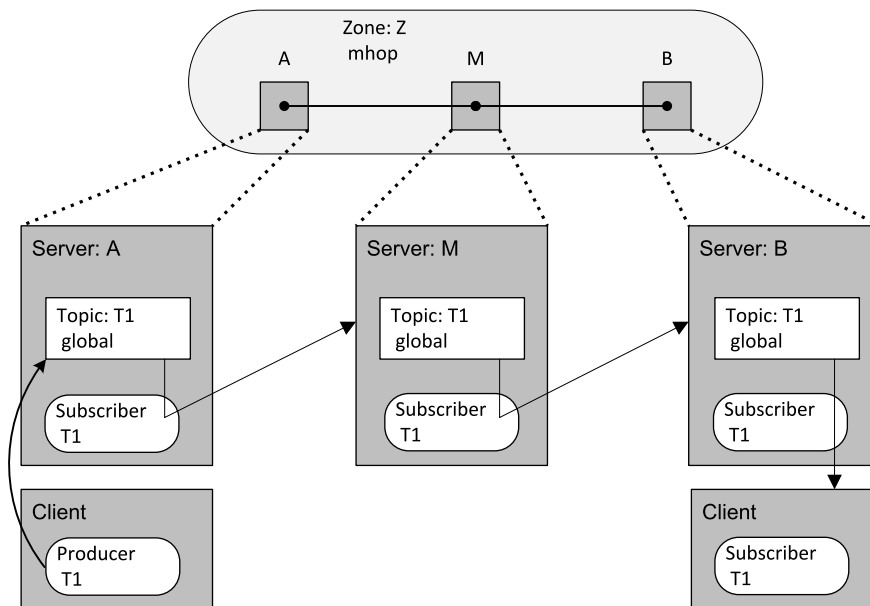 Zone: Z
mhop
A
M
B
Server: A
Topic: T1
global
Subscriber
T1
Server: M
Topic: T1
global
Subscriber
T1
Server: B
Topic: T1
global
Subscriber
T1
Client
Producer
T1
Client
Subscriber
T1